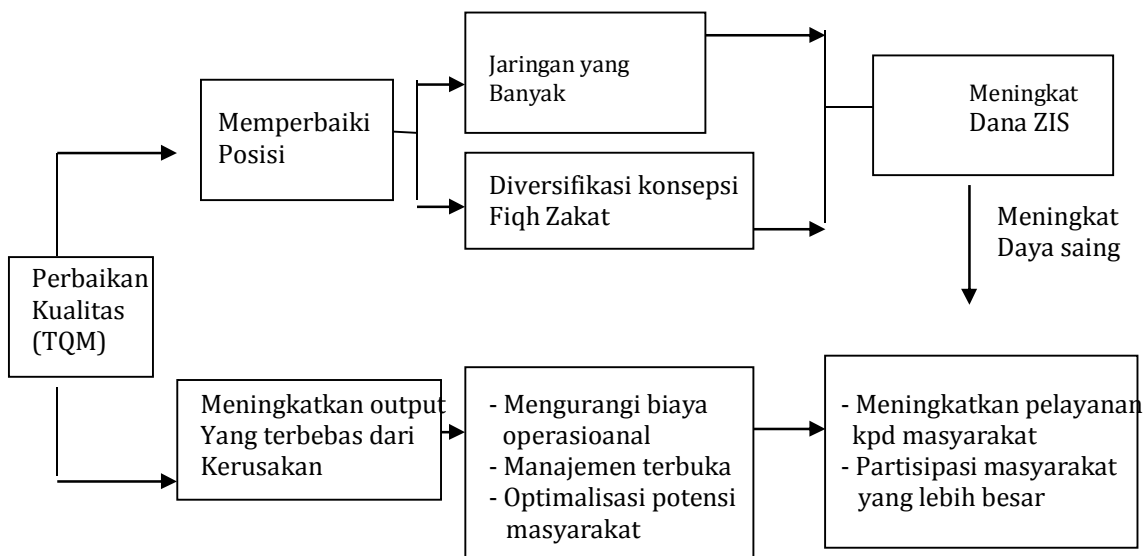 Jaringan yang
Banyak
Memperbaiki
Posisi
Diversifikasi konsepsi
Fiqh Zakat
Meningkat
Dana ZIS
Meningkat
Daya saing
Perbaikan
Kualitas
(TQM)
Meningkatkan output
Yang terbebas dari
Kerusakan
- Mengurangi biaya
operasioanal
- Manajemen terbuka
- Optimalisasi potensi
masyarakat
- Meningkatkan pelayanan
kpd masyarakat
- Partisipasi masyarakat
yang lebih besar